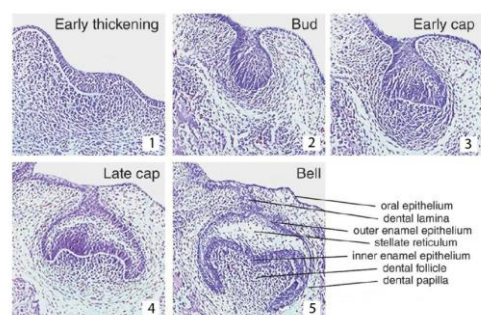 Early thickening
1
Bud
2
Early cap
3
Late cap
4
Bell
5
oral epithelium
dental lamina
outer enamel epithelium
stellate reticulum
inner enamel epithelium
dental follicle
dental papilla